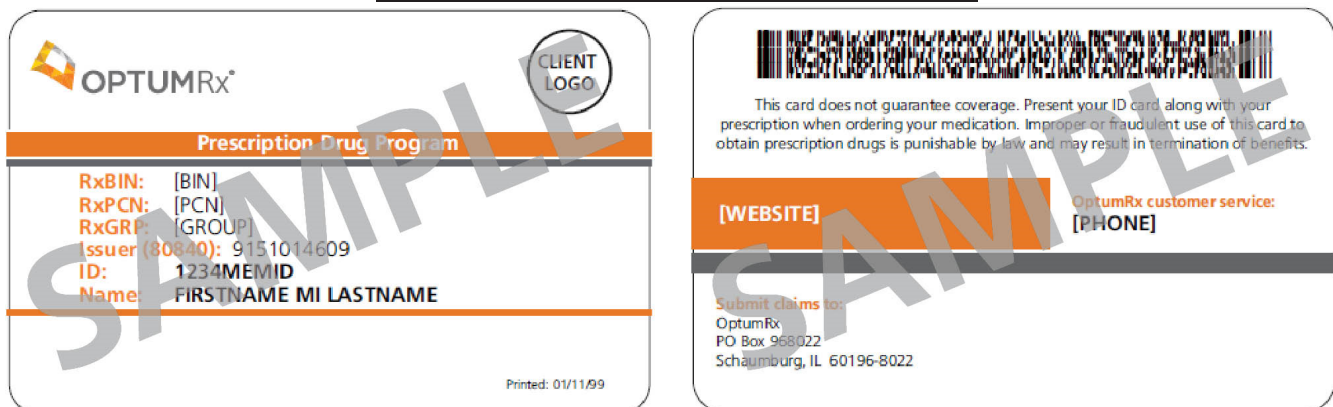 OPTUMRx®
CLIENT
LOGO
Prescription Drug Program
RxBIN: [BIN]
RxPCN: [PCN]
RxGRP: [GROUP]
Issuer (80840): 9151014609
ID: 1234MEMID
Name: FIRSTNAME MI LASTNAME
Printed: 01/11/99
SAMPLE
This card does not guarantee coverage. Present your ID card along with your
prescription when ordering your medication. Improper or fraudulent use of this card to
obtain prescription drugs is punishable by law and may result in termination of benefits.
[WEBSITE]
OptumRx customer service:
[PHONE]
Submit claims to:
OptumRx
PO Box 968022
Schaumburg, IL 60196-8022
SAMPLE